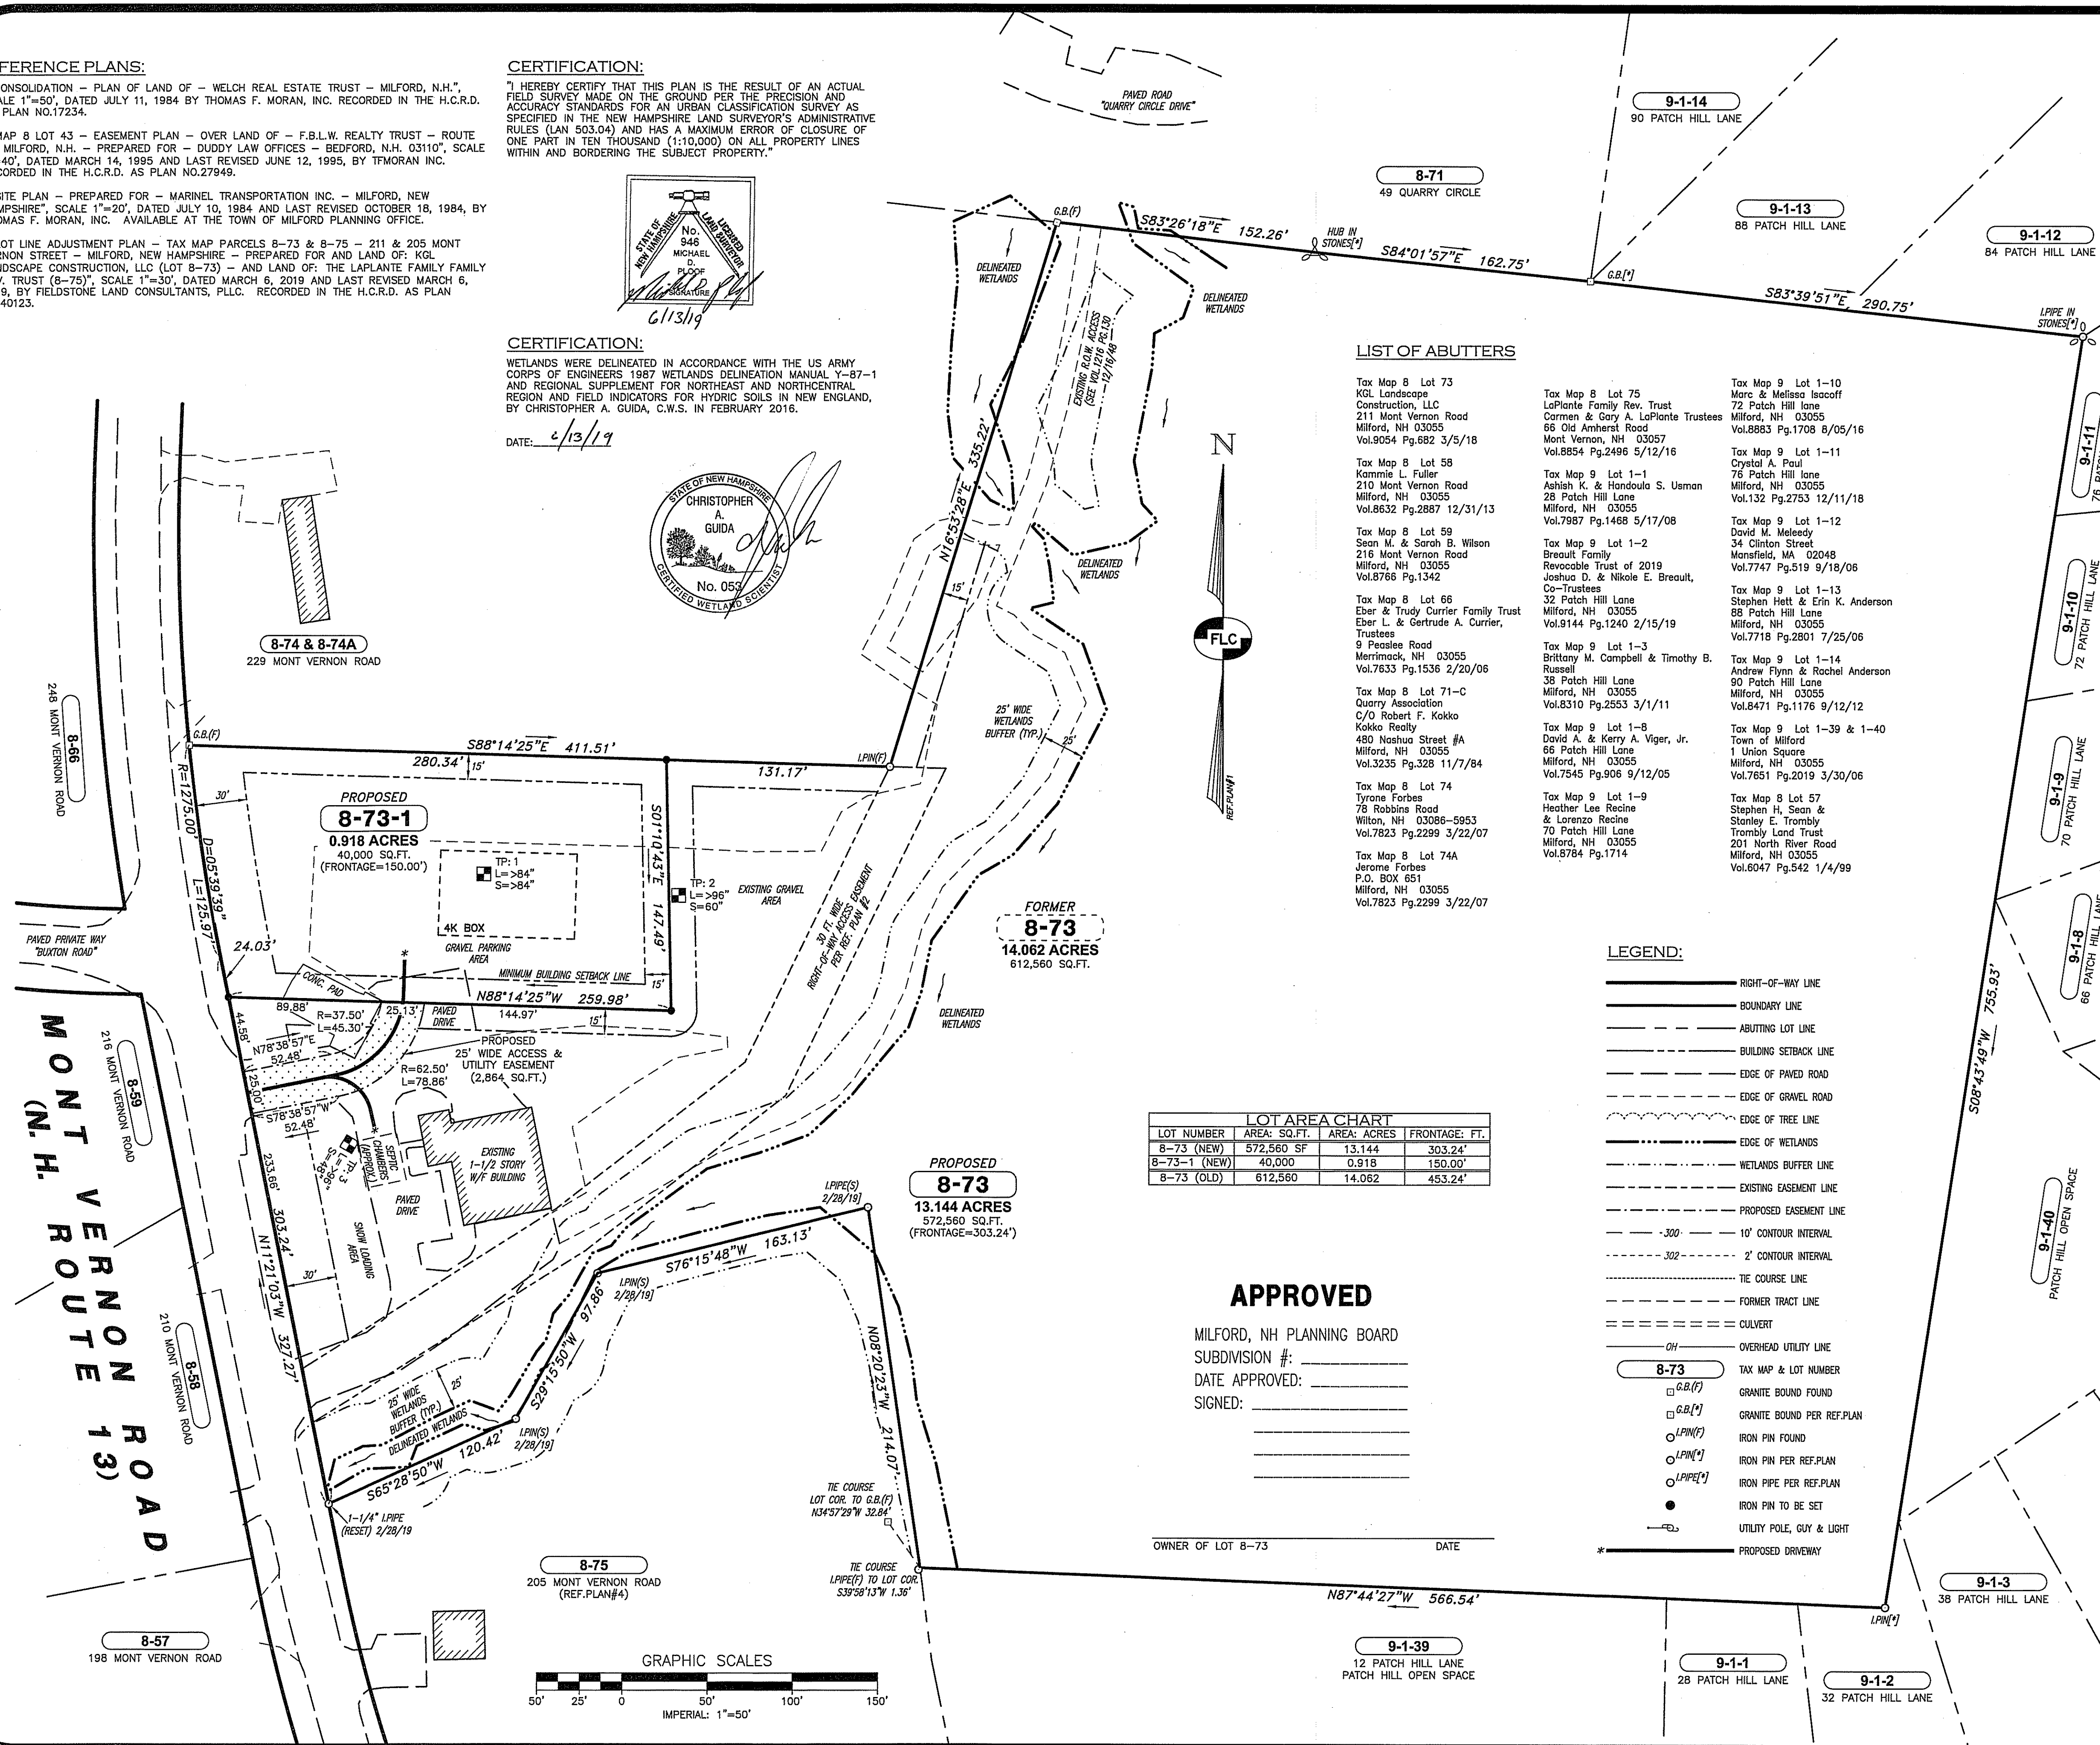 FERENCE PLANS:
ONSOLIDATION – PLAN OF LAND OF – WELCH REAL ESTATE TRUST – MILFORD, N.H.",
ALE 1"=50', DATED JULY 11, 1984 BY THOMAS F. MORAN, INC. RECORDED IN THE H.C.R.D.
PLAN NO.17234.
MAP 8 LOT 43 – EASEMENT PLAN – OVER LAND OF – F.B.L.W. REALTY TRUST – ROUTE
MILFORD, N.H. – PREPARED FOR – DUDDY LAW OFFICES – BEDFORD, N.H. 03110", SCALE
=40', DATED MARCH 14, 1995 AND LAST REVISED JUNE 12, 1995, BY TFMORAN INC.
CORDED IN THE H.C.R.D. AS PLAN NO.27949.
SITE PLAN – PREPARED FOR – MARINEL TRANSPORTATION INC. – MILFORD, NEW
MPSHIRE", SCALE 1"=20', DATED JULY 10, 1984 AND LAST REVISED OCTOBER 18, 1984, BY
OMAS F. MORAN, INC. AVAILABLE AT THE TOWN OF MILFORD PLANNING OFFICE.
LOT LINE ADJUSTMENT PLAN – TAX MAP PARCELS 8–73 & 8–75 – 211 & 205 MONT
RNON STREET – MILFORD, NEW HAMPSHIRE – PREPARED FOR AND LAND OF: KGL
NDSCAPE CONSTRUCTION, LLC (LOT 8–73) – AND LAND OF: THE LAPLANTE FAMILY FAMILY
V. TRUST (8–75)", SCALE 1"=30', DATED MARCH 6, 2019 AND LAST REVISED MARCH 6,
9, BY FIELDSTONE LAND CONSULTANTS, PLLC. RECORDED IN THE H.C.R.D. AS PLAN
40123.
CERTIFICATION:
"I HEREBY CERTIFY THAT THIS PLAN IS THE RESULT OF AN ACTUAL
FIELD SURVEY MADE ON THE GROUND PER THE PRECISION AND
ACCURACY STANDARDS FOR AN URBAN CLASSIFICATION SURVEY AS
SPECIFIED IN THE NEW HAMPSHIRE LAND SURVEYOR'S ADMINISTRATIVE
RULES (LAN 503.04) AND HAS A MAXIMUM ERROR OF CLOSURE OF
ONE PART IN TEN THOUSAND (1:10,000) ON ALL PROPERTY LINES
WITHIN AND BORDERING THE SUBJECT PROPERTY."
STATE OF
NEW HAMPSHIRE
LICENSED
LAND SURVEYOR
No.
946
MICHAEL
D.
PLOOF
SIGNATURE
6/13/19
CERTIFICATION:
WETLANDS WERE DELINEATED IN ACCORDANCE WITH THE US ARMY
CORPS OF ENGINEERS 1987 WETLANDS DELINEATION MANUAL Y–87–1
AND REGIONAL SUPPLEMENT FOR NORTHEAST AND NORTHCENTRAL
REGION AND FIELD INDICATORS FOR HYDRIC SOILS IN NEW ENGLAND,
BY CHRISTOPHER A. GUIDA, C.W.S. IN FEBRUARY 2016.
DATE: 6/13/19
STATE OF NEW HAMPSHIRE
CHRISTOPHER
A.
GUIDA
No. 053
CERTIFIED WETLAND SCIENTIST
PAVED ROAD
"QUARRY CIRCLE DRIVE"
9-1-14
90 PATCH HILL LANE
8-71
49 QUARRY CIRCLE
9-1-13
88 PATCH HILL LANE
9-1-12
84 PATCH HILL LANE
G.B.(F)
S83°26'18"E 152.26'
HUB IN
STONES[*]
S84°01'57"E 162.75'
G.B.[*]
S83°39'51"E 290.75'
I.PIPE IN
STONES[*]
DELINEATED
WETLANDS
DELINEATED
WETLANDS
EXISTING R.O.W. ACCESS
(SEE VOL.1216 PG.130
12/16/48
N16°53'28"E 335.22'
15'
DELINEATED
WETLANDS
N
FLC
REF.PLAN#1
LIST OF ABUTTERS
Tax Map 8 Lot 73
KGL Landscape
Construction, LLC
211 Mont Vernon Road
Milford, NH 03055
Vol.9054 Pg.682 3/5/18
Tax Map 8 Lot 58
Kammie L. Fuller
210 Mont Vernon Road
Milford, NH 03055
Vol.8632 Pg.2887 12/31/13
Tax Map 8 Lot 59
Sean M. & Sarah B. Wilson
216 Mont Vernon Road
Milford, NH 03055
Vol.8766 Pg.1342
Tax Map 8 Lot 66
Eber & Trudy Currier Family Trust
Eber L. & Gertrude A. Currier,
Trustees
9 Peaslee Road
Merrimack, NH 03055
Vol.7633 Pg.1536 2/20/06
Tax Map 8 Lot 71–C
Quarry Association
C/O Robert F. Kokko
Kokko Realty
480 Nashua Street #A
Milford, NH 03055
Vol.3235 Pg.328 11/7/84
Tax Map 8 Lot 74
Tyrone Forbes
78 Robbins Road
Wilton, NH 03086–5953
Vol.7823 Pg.2299 3/22/07
Tax Map 8 Lot 74A
Jerome Forbes
P.O. BOX 651
Milford, NH 03055
Vol.7823 Pg.2299 3/22/07
Tax Map 8 Lot 75
LaPlante Family Rev. Trust
Carmen & Gary A. LaPlante Trustees
66 Old Amherst Road
Mont Vernon, NH 03057
Vol.8854 Pg.2496 5/12/16
Tax Map 9 Lot 1–1
Ashish K. & Handoula S. Usman
28 Patch Hill Lane
Milford, NH 03055
Vol.7987 Pg.1468 5/17/08
Tax Map 9 Lot 1–2
Breault Family
Revocable Trust of 2019
Joshua D. & Nikole E. Breault,
Co–Trustees
32 Patch Hill Lane
Milford, NH 03055
Vol.9144 Pg.1240 2/15/19
Tax Map 9 Lot 1–3
Brittany M. Campbell & Timothy B.
Russell
38 Patch Hill Lane
Milford, NH 03055
Vol.8310 Pg.2553 3/1/11
Tax Map 9 Lot 1–8
David A. & Kerry A. Viger, Jr.
66 Patch Hill Lane
Milford, NH 03055
Vol.7545 Pg.906 9/12/05
Tax Map 9 Lot 1–9
Heather Lee Recine
& Lorenzo Recine
70 Patch Hill Lane
Milford, NH 03055
Vol.8784 Pg.1714
Tax Map 9 Lot 1–10
Marc & Melissa Isacoff
72 Patch Hill lane
Milford, NH 03055
Vol.8883 Pg.1708 8/05/16
Tax Map 9 Lot 1–11
Crystal A. Paul
76 Patch Hill lane
Milford, NH 03055
Vol.132 Pg.2753 12/11/18
Tax Map 9 Lot 1–12
David M. Meleedy
34 Clinton Street
Mansfield, MA 02048
Vol.7747 Pg.519 9/18/06
Tax Map 9 Lot 1–13
Stephen Hett & Erin K. Anderson
88 Patch Hill Lane
Milford, NH 03055
Vol.7718 Pg.2801 7/25/06
Tax Map 9 Lot 1–14
Andrew Flynn & Rachel Anderson
90 Patch Hill Lane
Milford, NH 03055
Vol.8471 Pg.1176 9/12/12
Tax Map 9 Lot 1–39 & 1–40
Town of Milford
1 Union Square
Milford, NH 03055
Vol.7651 Pg.2019 3/30/06
Tax Map 8 Lot 57
Stephen H, Sean &
Stanley E. Trombly
Trombly Land Trust
201 North River Road
Milford, NH 03055
Vol.6047 Pg.542 1/4/99
9-1-11
76
9-1-10
72 PATCH HILL LANE
9-1-9
70 PATCH HILL LANE
9-1-8
66 PATCH HILL LANE
S08°43'49"W 755.93'
9-1-40
PATCH HILL OPEN SPACE
8-74 & 8-74A
229 MONT VERNON ROAD
8-66
248 MONT VERNON ROAD
G.B.(F)
S88°14'25"E 411.51'
280.34'
15'
131.17'
I.PIN(F)
25' WIDE
WETLANDS
BUFFER (TYP.)
25'
R=1275.00'
D=05°39'39"
L=125.97'
30'
PROPOSED
8-73-1
0.918 ACRES
40,000 SQ.FT.
(FRONTAGE=150.00')
TP: 1
L=>84"
S=>84"
4K BOX
S01°10'43"E 147.49'
TP: 2
L=>96"
S=60"
EXISTING GRAVEL
AREA
30 FT. WIDE
RIGHT–OF–WAY ACCESS EASEMENT
PER REF. PLAN #2
FORMER
8-73
14.062 ACRES
612,560 SQ.FT.
DELINEATED
WETLANDS
PAVED PRIVATE WAY
"BUXTON ROAD"
24.03'
GRAVEL PARKING
AREA
*
CONC. PAD
MINIMUM BUILDING SETBACK LINE
15'
N88°14'25"W 259.98'
89.88'
25.13'
144.97'
15'
R=37.50'
L=45.30'
PAVED
DRIVE
44.58'
N78°38'57"E
52.48'
25.00'
S78°38'57"W
52.48'
PROPOSED
25' WIDE ACCESS &
UTILITY EASEMENT
(2,864 SQ.FT.)
R=62.50'
L=78.86'
8-59
216 MONT VERNON ROAD
MONT VERNON ROAD
(N.H. ROUTE 13)
8-58
210 MONT VERNON ROAD
TP: 3
L=>96"
S=48"
*
SEPTIC
CHAMBERS
(APPROX.)
EXISTING
1–1/2 STORY
W/F BUILDING
PAVED
DRIVE
SNOW LOADING
AREA
30'
233.66'
303.24'
N11°21'03"W 327.27'
I.PIPE(S)
2/28/19]
S76°15'48"W 163.13'
I.PIN(S)
2/28/19]
S29°15'50"W 97.86'
25' WIDE
WETLANDS
BUFFER (TYP.)
25'
DELINEATED WETLANDS
I.PIN(S)
2/28/19]
S65°28'50"W 120.42'
1–1/4" I.PIPE
(RESET) 2/28/19
N08°20'23"W 214.07'
PROPOSED
8-73
13.144 ACRES
572,560 SQ.FT.
(FRONTAGE=303.24')
LOT AREA CHART
LOT NUMBER AREA: SQ.FT. AREA: ACRES FRONTAGE: FT.
8–73 (NEW) 572,560 SF 13.144 303.24'
8–73–1 (NEW) 40,000 0.918 150.00'
8–73 (OLD) 612,560 14.062 453.24'
APPROVED
MILFORD, NH PLANNING BOARD
SUBDIVISION #:
DATE APPROVED:
SIGNED:
OWNER OF LOT 8–73 DATE
LEGEND:
RIGHT–OF–WAY LINE
BOUNDARY LINE
ABUTTING LOT LINE
BUILDING SETBACK LINE
EDGE OF PAVED ROAD
EDGE OF GRAVEL ROAD
EDGE OF TREE LINE
EDGE OF WETLANDS
WETLANDS BUFFER LINE
EXISTING EASEMENT LINE
PROPOSED EASEMENT LINE
300 10' CONTOUR INTERVAL
302 2' CONTOUR INTERVAL
TIE COURSE LINE
FORMER TRACT LINE
CULVERT
OH OVERHEAD UTILITY LINE
8-73 TAX MAP & LOT NUMBER
G.B.(F) GRANITE BOUND FOUND
G.B.[*] GRANITE BOUND PER REF.PLAN
I.PIN(F) IRON PIN FOUND
I.PIN[*] IRON PIN PER REF.PLAN
I.PIPE[*] IRON PIPE PER REF.PLAN
IRON PIN TO BE SET
UTILITY POLE, GUY & LIGHT
* PROPOSED DRIVEWAY
TIE COURSE
LOT COR. TO G.B.(F)
N34°57'29"W 32.84'
TIE COURSE
I.PIPE(F) TO LOT COR.
S39°58'13"W 1.36'
N87°44'27"W 566.54'
I.PIN[*]
8-75
205 MONT VERNON ROAD
(REF.PLAN#4)
8-57
198 MONT VERNON ROAD
GRAPHIC SCALES
50' 25' 0 50' 100' 150'
IMPERIAL: 1"=50'
9-1-39
12 PATCH HILL LANE
PATCH HILL OPEN SPACE
9-1-1
28 PATCH HILL LANE
9-1-2
32 PATCH HILL LANE
9-1-3
38 PATCH HILL LANE